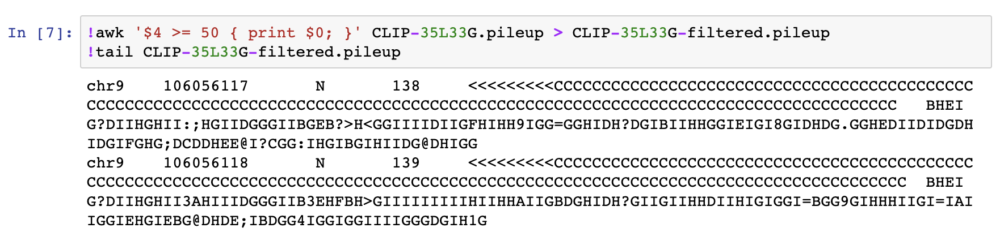 In [7]: !awk '$4 >= 50 { print $0; }' CLIP-35L33G.pileup > CLIP-35L33G-filtered.pileup
!tail CLIP-35L33G-filtered.pileup
chr9    106056117       N       138     <<<<<<<<<CCCCCCCCCCCCCCCCCCCCCCCCCCCCCCCCCCCCCCCCCCCC
CCCCCCCCCCCCCCCCCCCCCCCCCCCCCCCCCCCCCCCCCCCCCCCCCCCCCCCCCCCCCCCCCCCCCCCCCCCCCCCCCCCCC   BHEI
G?DIIHGHII:;HGIIDGGGIIBGEB?>H<GGIIIIDIIGFHIHH9IGG=GGHIDH?DGIBIIHHGGIEIGI8GIDHDG.GGHEDIIDIDGDH
IDGIFGHG;DCDDHEE@I?CGG:IHGIBGIHIIDG@DHIGG
chr9    106056118       N       139     <<<<<<<<<CCCCCCCCCCCCCCCCCCCCCCCCCCCCCCCCCCCCCCCCCCCC
CCCCCCCCCCCCCCCCCCCCCCCCCCCCCCCCCCCCCCCCCCCCCCCCCCCCCCCCCCCCCCCCCCCCCCCCCCCCCCCCCCCCCC  BHEI
G?DIIHGHII3AHIIIDGGGIIB3EHFBH>GIIIIIIIIIHIIHHAIIGBDGHIDH?GIIGIIHHDIIHIGIGGI=BGG9GIHHHIIGI=IAI
IGGIEHGIEBG@DHDE;IBDGG4IGGIGGIIIIGGGDGIH1G